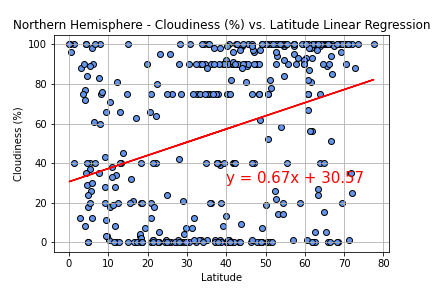 Northern Hemisphere - Cloudiness (%) vs. Latitude Linear Regression
100
80
60
40
20
0
Cloudiness (%)
y = 0.67x + 30.57
0 10 20 30 40 50 60 70 80
Latitude